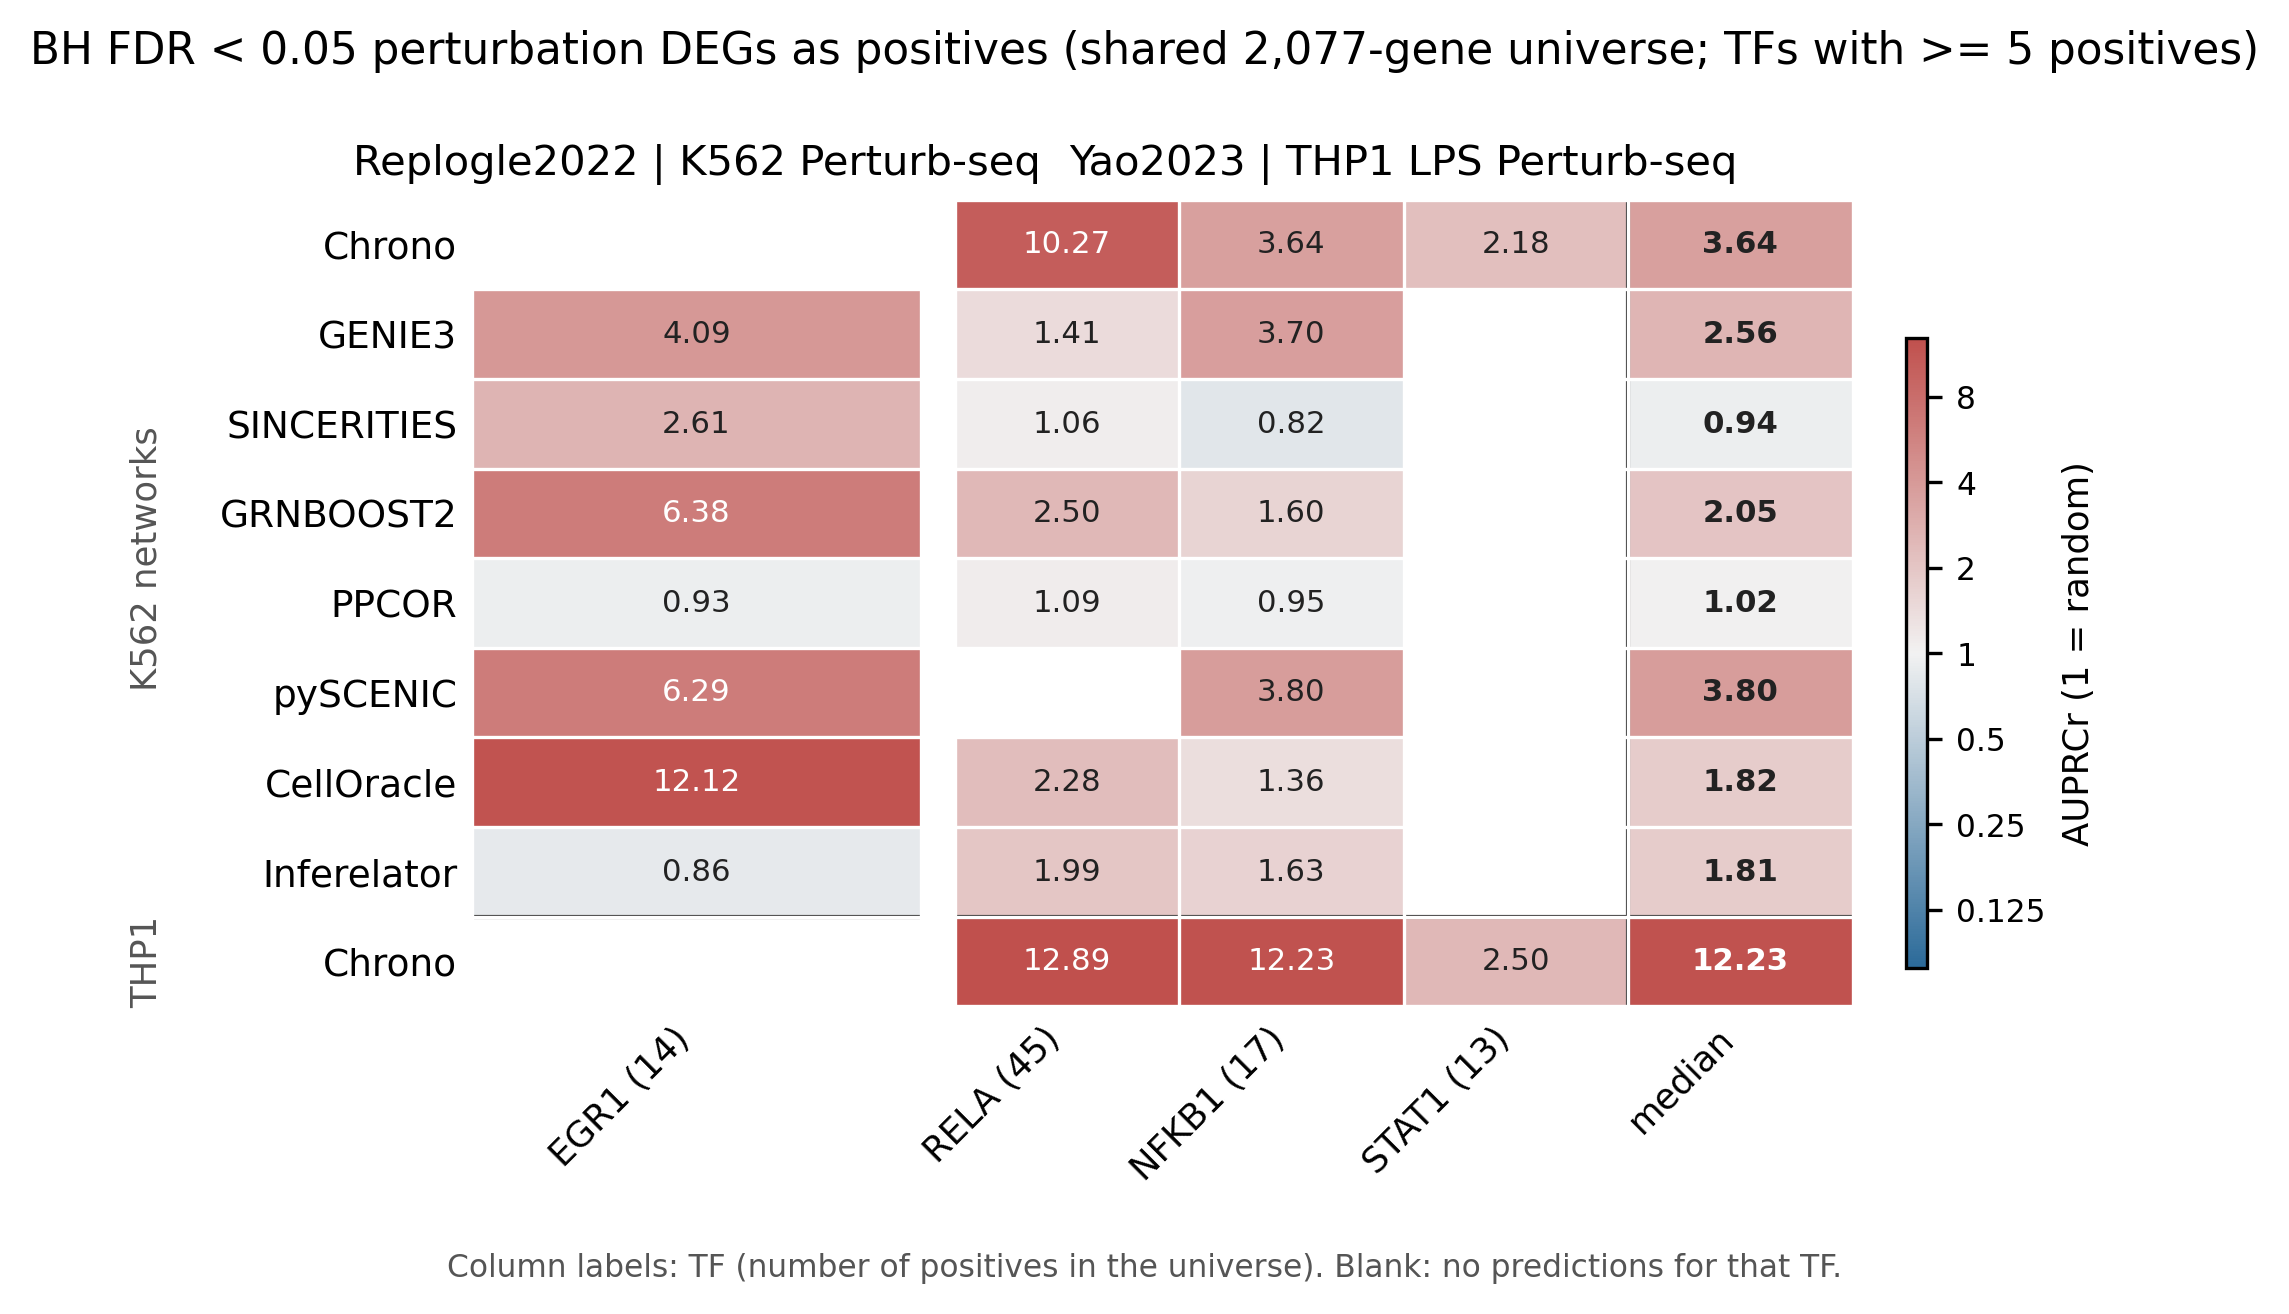 BH FDR < 0.05 perturbation DEGs as positives (shared 2,077-gene universe; TFs with >= 5 positives)
Replogle2022 | K562 Perturb-seq
Yao2023 | THP1 LPS Perturb-seq
K562 networks
Chrono 10.27 3.64 2.18 3.64
GENIE3 4.09 1.41 3.70 2.56
SINCERITIES 2.61 1.06 0.82 0.94
GRNBOOST2 6.38 2.50 1.60 2.05
PPCOR 0.93 1.09 0.95 1.02
pySCENIC 6.29 3.80 3.80
CellOracle 12.12 2.28 1.36 1.82
Inferelator 0.86 1.99 1.63 1.81
THP1
Chrono 12.89 12.23 2.50 12.23
EGR1 (14) RELA (45) NFKB1 (17) STAT1 (13) median
8
4
2
1
0.5
0.25
0.125
AUPRCr (1 = random)
Column labels: TF (number of positives in the universe). Blank: no predictions for that TF.